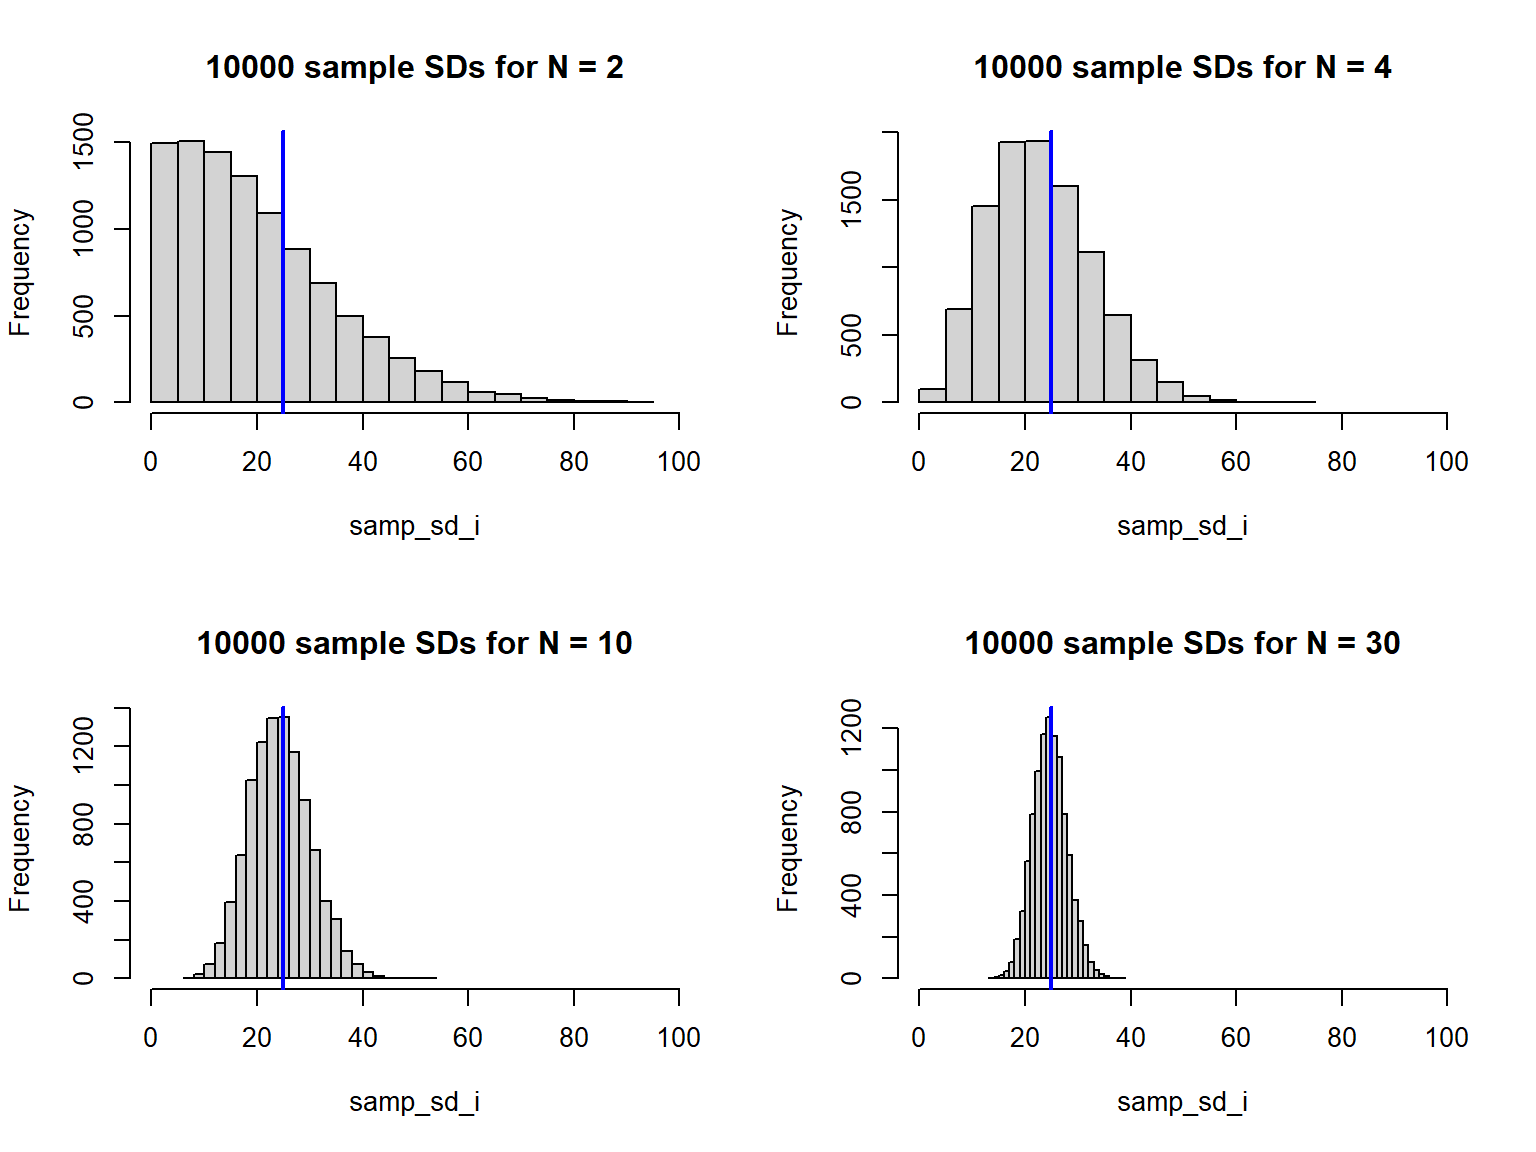 10000 sample SDs for N = 2
Frequency
0 500 1000 1500
0 20 40 60 80 100
samp_sd_i
10000 sample SDs for N = 4
Frequency
0 500 1500
0 20 40 60 80 100
samp_sd_i
10000 sample SDs for N = 10
Frequency
0 400 800 1200
0 20 40 60 80 100
samp_sd_i
10000 sample SDs for N = 30
Frequency
0 400 800 1200
0 20 40 60 80 100
samp_sd_i